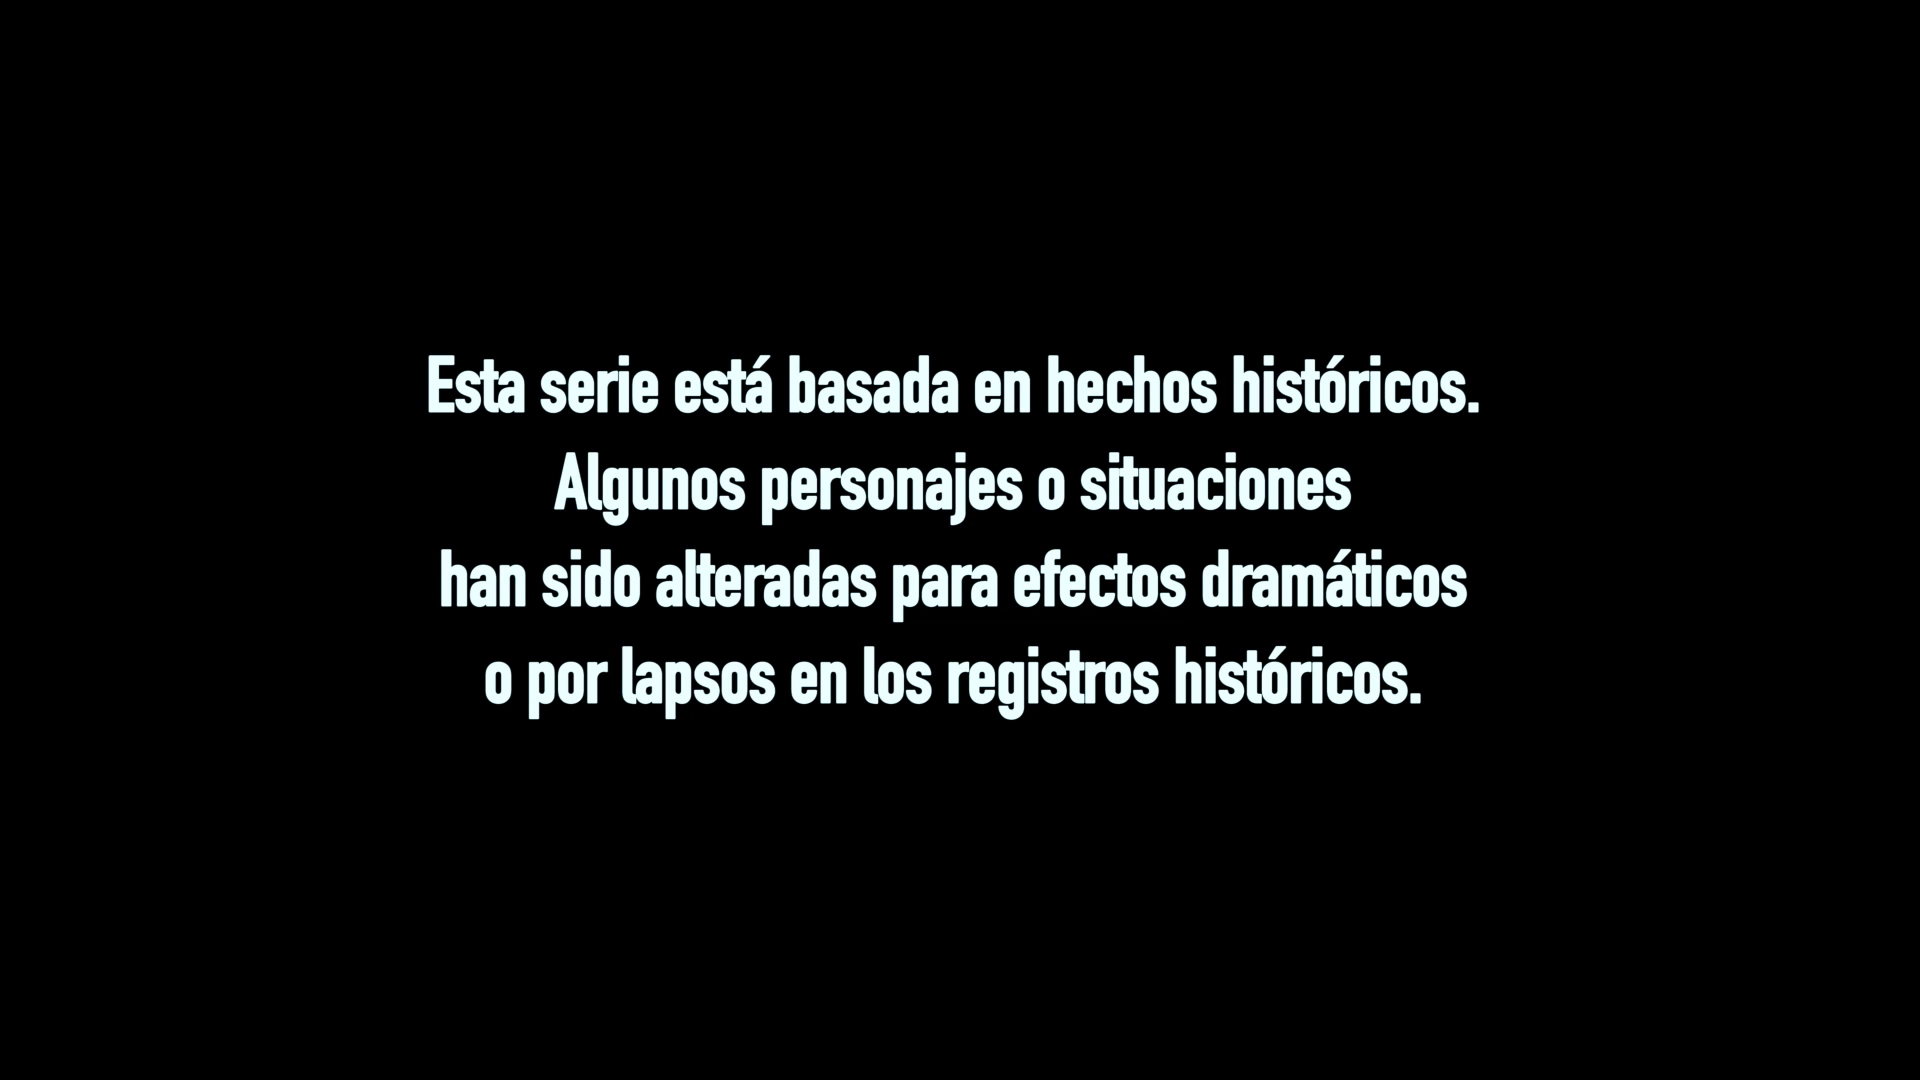 Esta serie está basada en hechos históricos.
Algunos personajes o situaciones
han sido alteradas para efectos dramáticos
o por lapsos en los registros históricos.